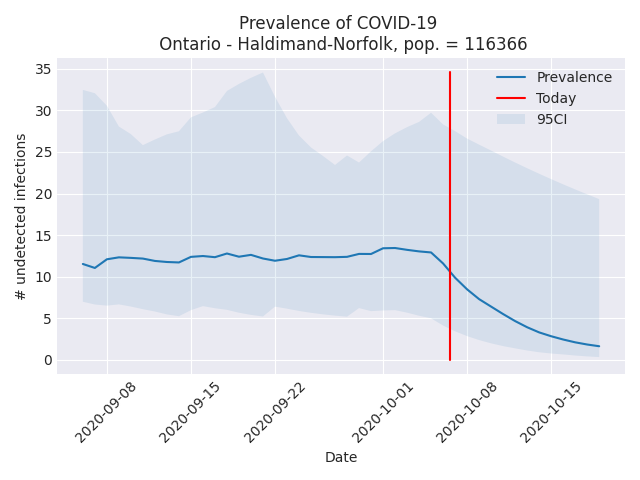 Prevalence of COVID-19
Ontario - Haldimand-Norfolk, pop. = 116366
Prevalence
Today
95CI
# undetected infections
35
30
25
20
15
10
5
0
2020-09-08
2020-09-15
2020-09-22
2020-10-01
2020-10-08
2020-10-15
Date